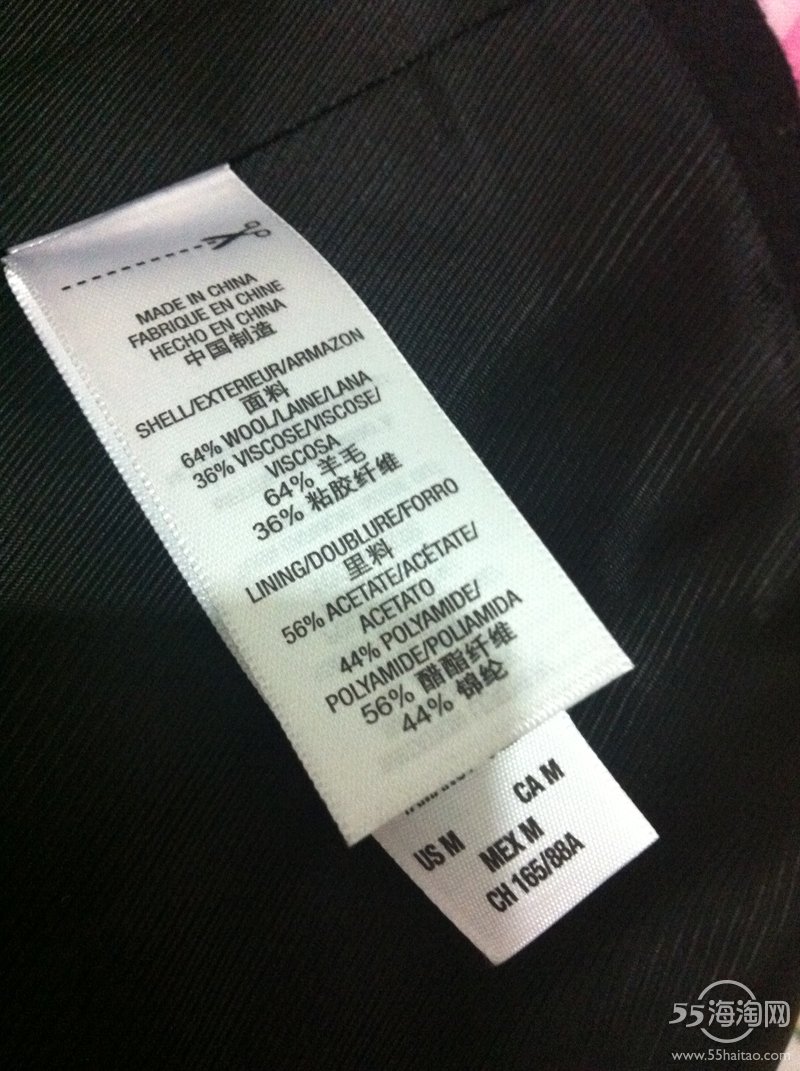 MADE IN CHINA
FABRIQUE EN CHINE
HECHO EN CHINA
中国制造
SHELL/EXTERIEUR/ARMAZON
面料
64% WOOL/LAINE/LANA
36% VISCOSE/VISCOSE/
VISCOSA
64% 羊毛
36% 粘胶纤维
LINING/DOUBLURE/FORRO
里料
56% ACETATE/ACÉTATE/
ACETATO
44% POLYAMIDE/
POLYAMIDE/POLIAMIDA
56% 醋酯纤维
44% 锦纶
US M
CA M
MEX M
CH 165/88A
55海淘网
www.55haitao.com